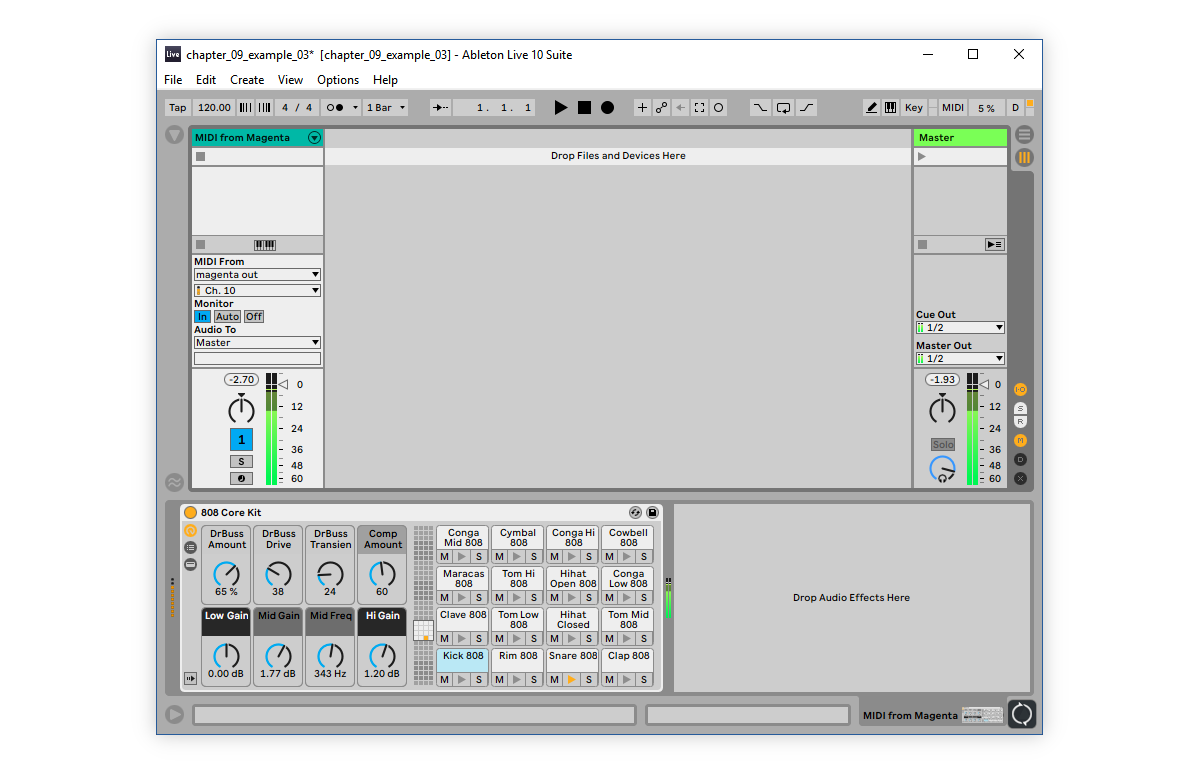 Live chapter_09_example_03* [chapter_09_example_03] - Ableton Live 10 Suite
File Edit Create View Options Help
Tap 120.00 4 / 4 1 Bar 1. 1. 1 Key MIDI 5 % D
MIDI from Magenta
Master
Drop Files and Devices Here
MIDI From
magenta out
Ch. 10
Monitor
In Auto Off
Audio To
Master
Cue Out
1/2
Master Out
1/2
-2.70
0
12
24
36
48
60
1
S
-1.93
0
12
24
36
48
60
Solo
I·O
S
R
M
D
X
808 Core Kit
DrBuss Amount
65 %
DrBuss Drive
38
DrBuss Transien
24
Comp Amount
60
Low Gain
0.00 dB
Mid Gain
1.77 dB
Mid Freq
343 Hz
Hi Gain
1.20 dB
Conga Mid 808
M S
Cymbal 808
M S
Conga Hi 808
M S
Cowbell 808
M S
Maracas 808
M S
Tom Hi 808
M S
Hihat Open 808
M S
Conga Low 808
M S
Clave 808
M S
Tom Low 808
M S
Hihat Closed
M S
Tom Mid 808
M S
Kick 808
M S
Rim 808
M S
Snare 808
M S
Clap 808
M S
Drop Audio Effects Here
MIDI from Magenta